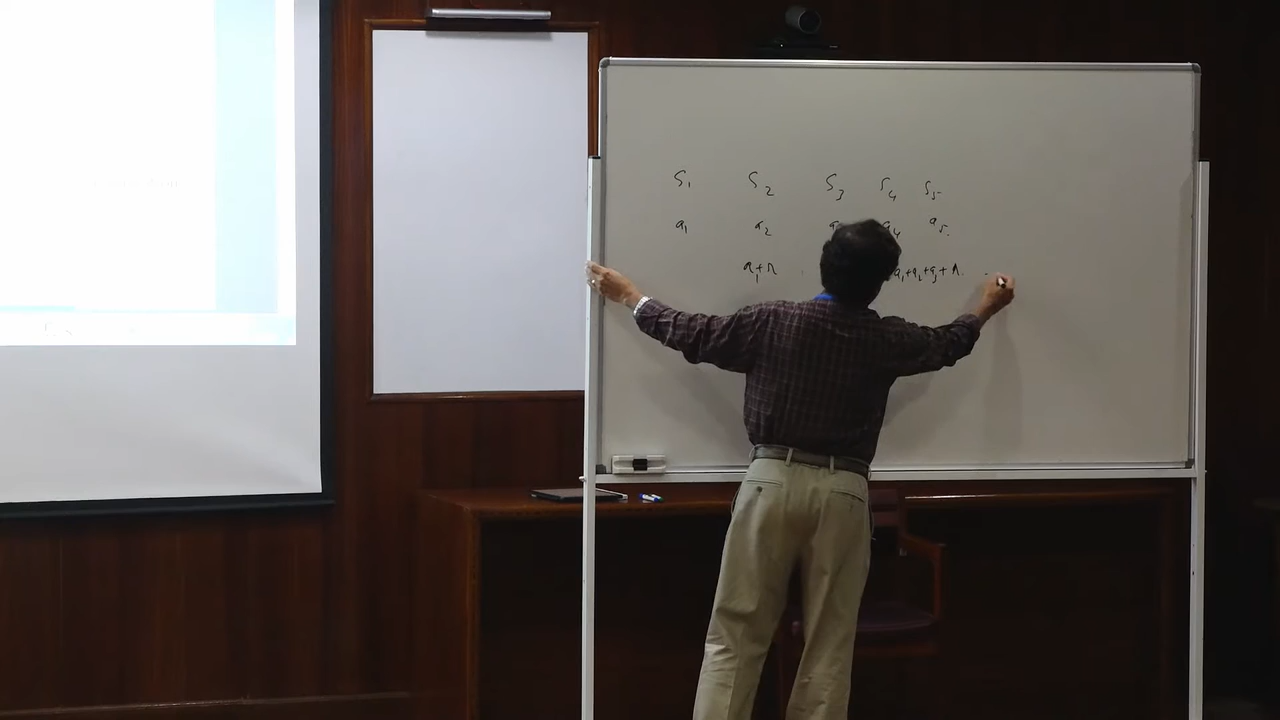 S₁ S₂ S₃ S₄ S₅
a₁ a₂ a₄ a₅.
a₁+r a₁+a₂+a₃+r.